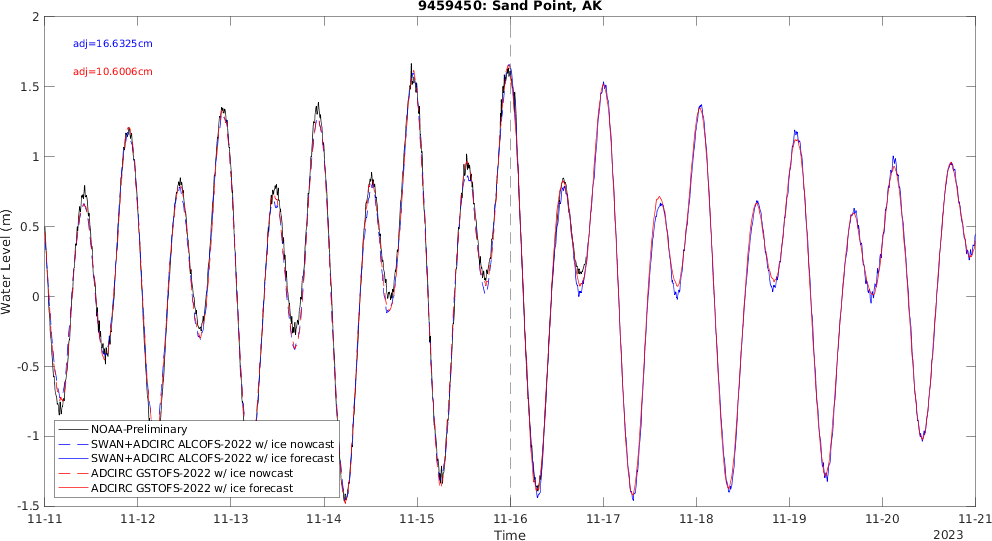 9459450: Sand Point, AK
adj=16.6325cm
adj=10.6006cm
Water Level (m)
2
1.5
1
0.5
0
-0.5
-1
-1.5
NOAA-Preliminary
SWAN+ADCIRC ALCOFS-2022 w/ ice nowcast
SWAN+ADCIRC ALCOFS-2022 w/ ice forecast
ADCIRC GSTOFS-2022 w/ ice nowcast
ADCIRC GSTOFS-2022 w/ ice forecast
11-11 11-12 11-13 11-14 11-15 11-16 11-17 11-18 11-19 11-20 11-21
Time
2023